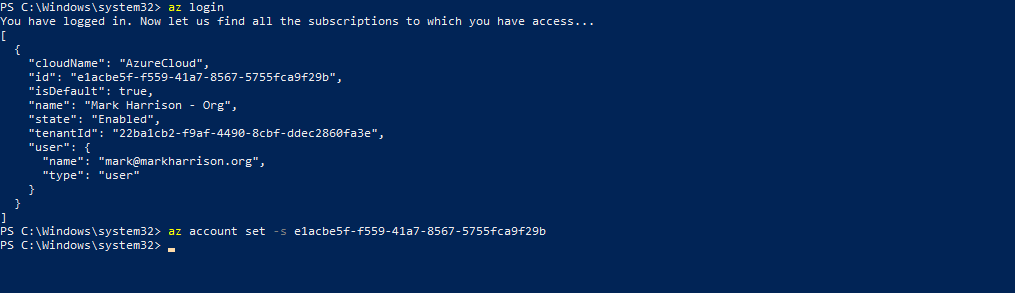 PS C:\Windows\system32> az login
You have logged in. Now let us find all the subscriptions to which you have access...
[
  {
    "cloudName": "AzureCloud",
    "id": "e1acbe5f-f559-41a7-8567-5755fca9f29b",
    "isDefault": true,
    "name": "Mark Harrison - Org",
    "state": "Enabled",
    "tenantId": "22ba1cb2-f9af-4490-8cbf-ddec2860fa3e",
    "user": {
      "name": "mark@markharrison.org",
      "type": "user"
    }
  }
]
PS C:\Windows\system32> az account set -s e1acbe5f-f559-41a7-8567-5755fca9f29b
PS C:\Windows\system32>